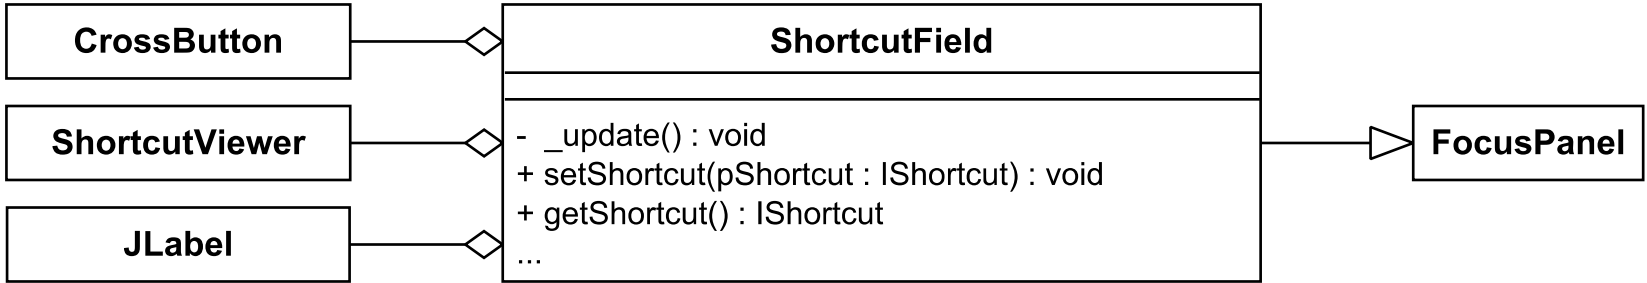 CrossButton
ShortcutViewer
JLabel
ShortcutField
- _update() : void
+ setShortcut(pShortcut : IShortcut) : void
+ getShortcut() : IShortcut
...
FocusPanel